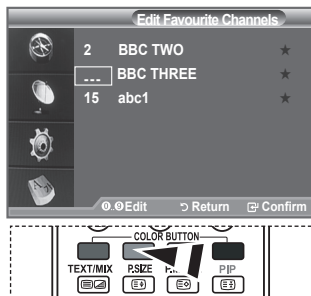 Edit Favourite Channels
2 BBC TWO ★
___ BBC THREE ★
15 abc1 ★
0..9 Edit Return Confirm
COLOR BUTTON
TEXT/MIX P.SIZE PIP